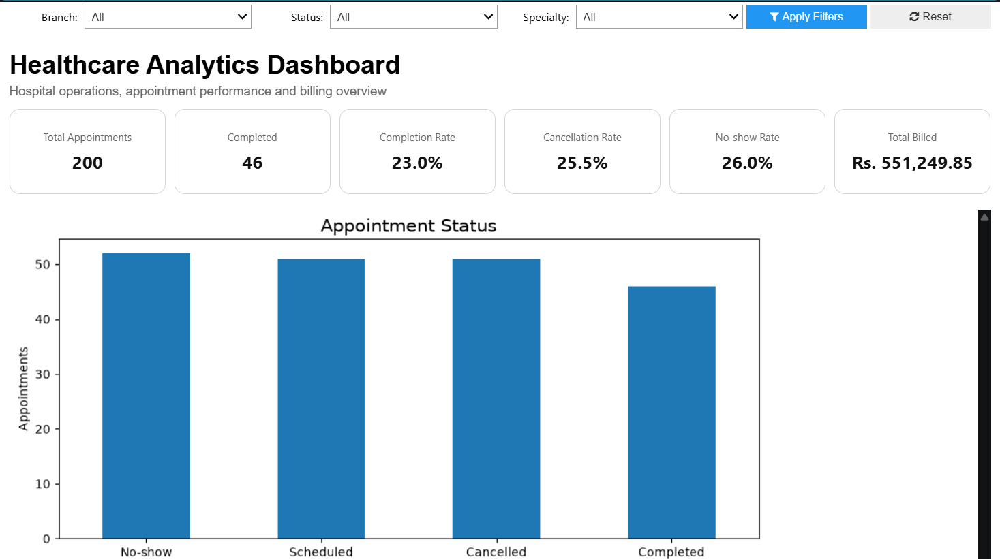 Branch: All Status: All Specialty: All Apply Filters Reset
Healthcare Analytics Dashboard
Hospital operations, appointment performance and billing overview
Total Appointments
200
Completed
46
Completion Rate
23.0%
Cancellation Rate
25.5%
No-show Rate
26.0%
Total Billed
Rs. 551,249.85
Appointment Status
Appointments
50
40
30
20
10
0
No-show Scheduled Cancelled Completed